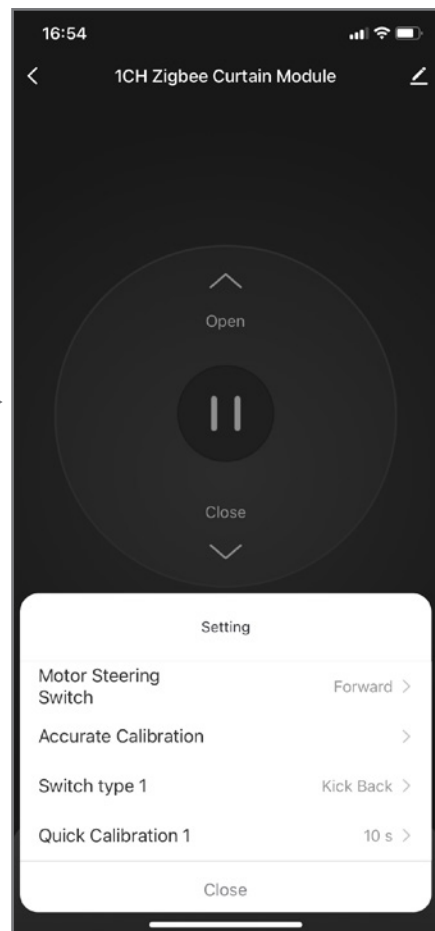 16:54
1CH Zigbee Curtain Module
Open
Close
Setting
Motor Steering
Switch
Forward
Accurate Calibration
Switch type 1
Kick Back
Quick Calibration 1
10 s
Close